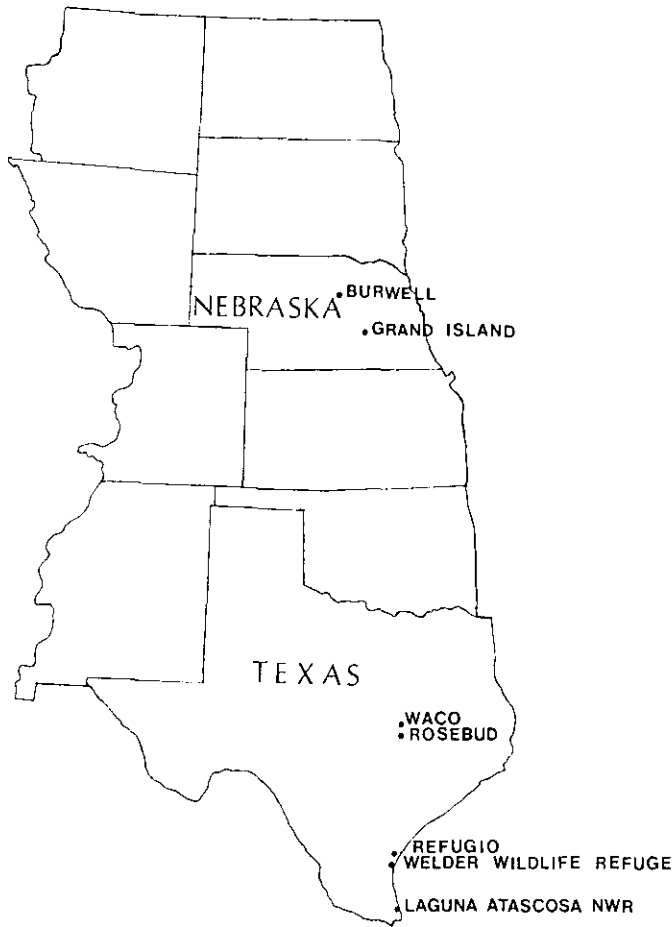 BURWELL
NEBRASKA
GRAND ISLAND
TEXAS
WACO
ROSEBUD
REFUGIO
WELDER WILDLIFE REFUGE
LAGUNA ATASCOSA NWR